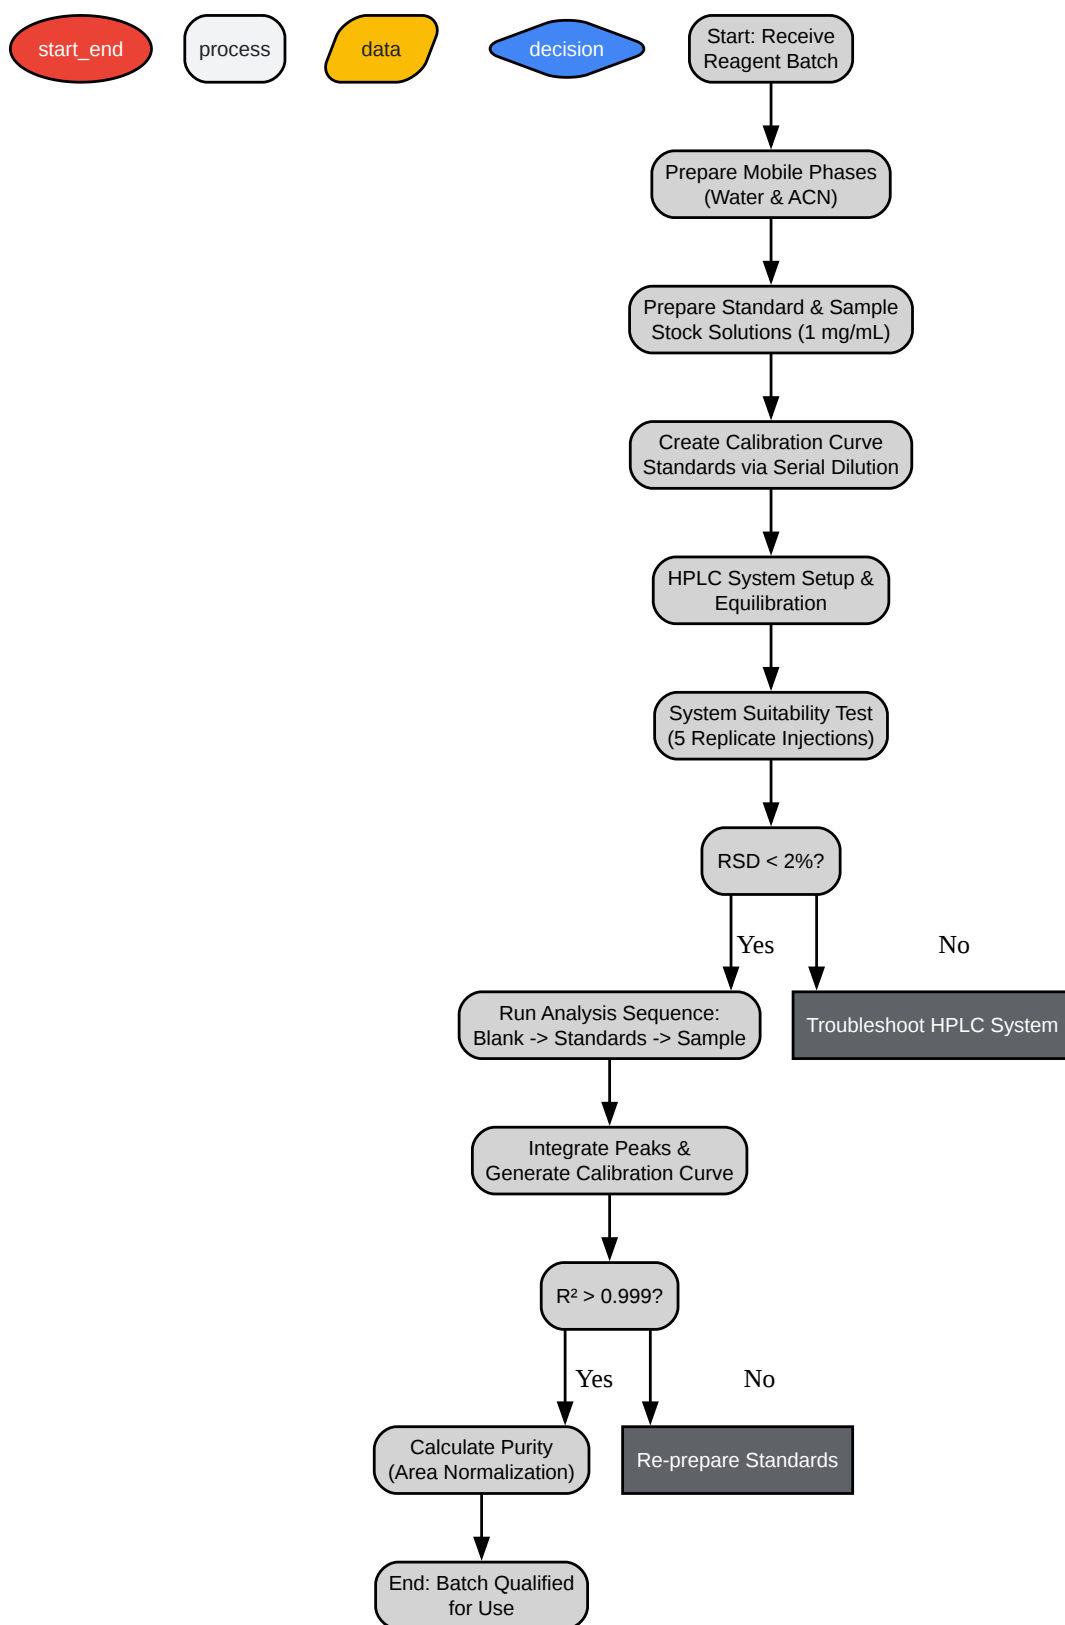 start_end
process
data
decision
Start: Receive
Reagent Batch
Prepare Mobile Phases
(Water & ACN)
Prepare Standard & Sample
Stock Solutions (1 mg/mL)
Create Calibration Curve
Standards via Serial Dilution
HPLC System Setup &
Equilibration
System Suitability Test
(5 Replicate Injections)
RSD < 2%?
Yes
No
Run Analysis Sequence:
Blank -> Standards -> Sample
Troubleshoot HPLC System
Integrate Peaks &
Generate Calibration Curve
R² > 0.999?
Yes
No
Calculate Purity
(Area Normalization)
Re-prepare Standards
End: Batch Qualified
for Use